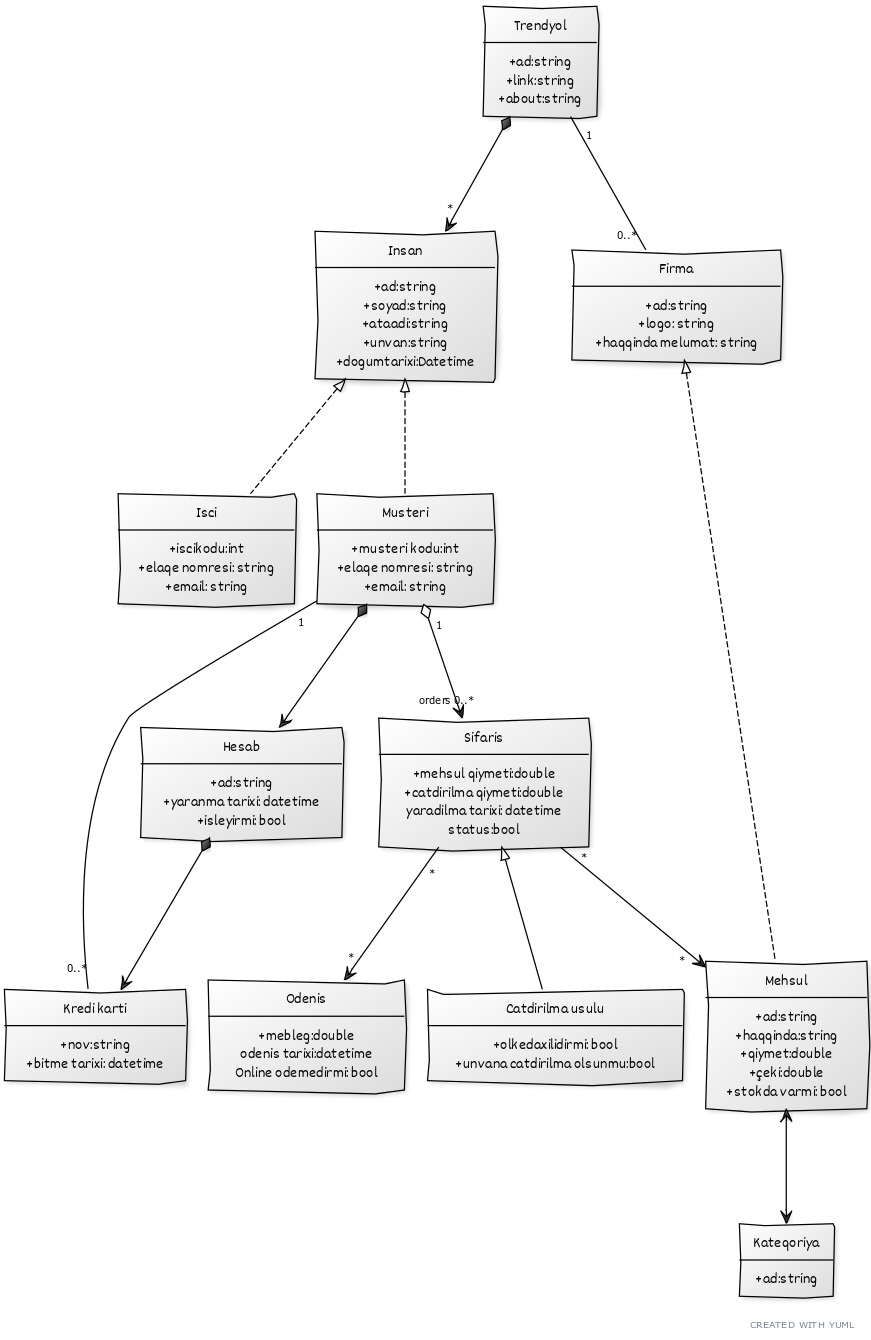 Trendyol
+ad:string
+link:string
+about:string
1
*
0..*
Insan
+ad:string
+soyad:string
+ataadi:string
+unvan:string
+dogumtarixi:Datetime
Firma
+ad:string
+logo: string
+haqqinda melumat: string
Isci
+iscikodu:int
+elaqe nomresi: string
+email: string
Musteri
+musteri kodu:int
+elaqe nomresi: string
+email: string
1
1
orders 0..*
Hesab
+ad:string
+yaranma tarixi: datetime
+isleyirmi: bool
Sifaris
+mehsul qiymeti:double
+catdirilma qiymeti:double
yaradilma tarixi: datetime
status:bool
*
*
*
*
0..*
Kredi karti
+nov:string
+bitme tarixi: datetime
Odenis
+mebleg:double
odenis tarixi:datetime
Online odemedirmi: bool
Catdirilma usulu
+olkedaxilidirmi: bool
+unvana catdirilma olsunmu:bool
Mehsul
+ad:string
+haqqinda:string
+qiymet:double
+çeki:double
+stokda varmi: bool
Kateqoriya
+ad:string
CREATED WITH YUML